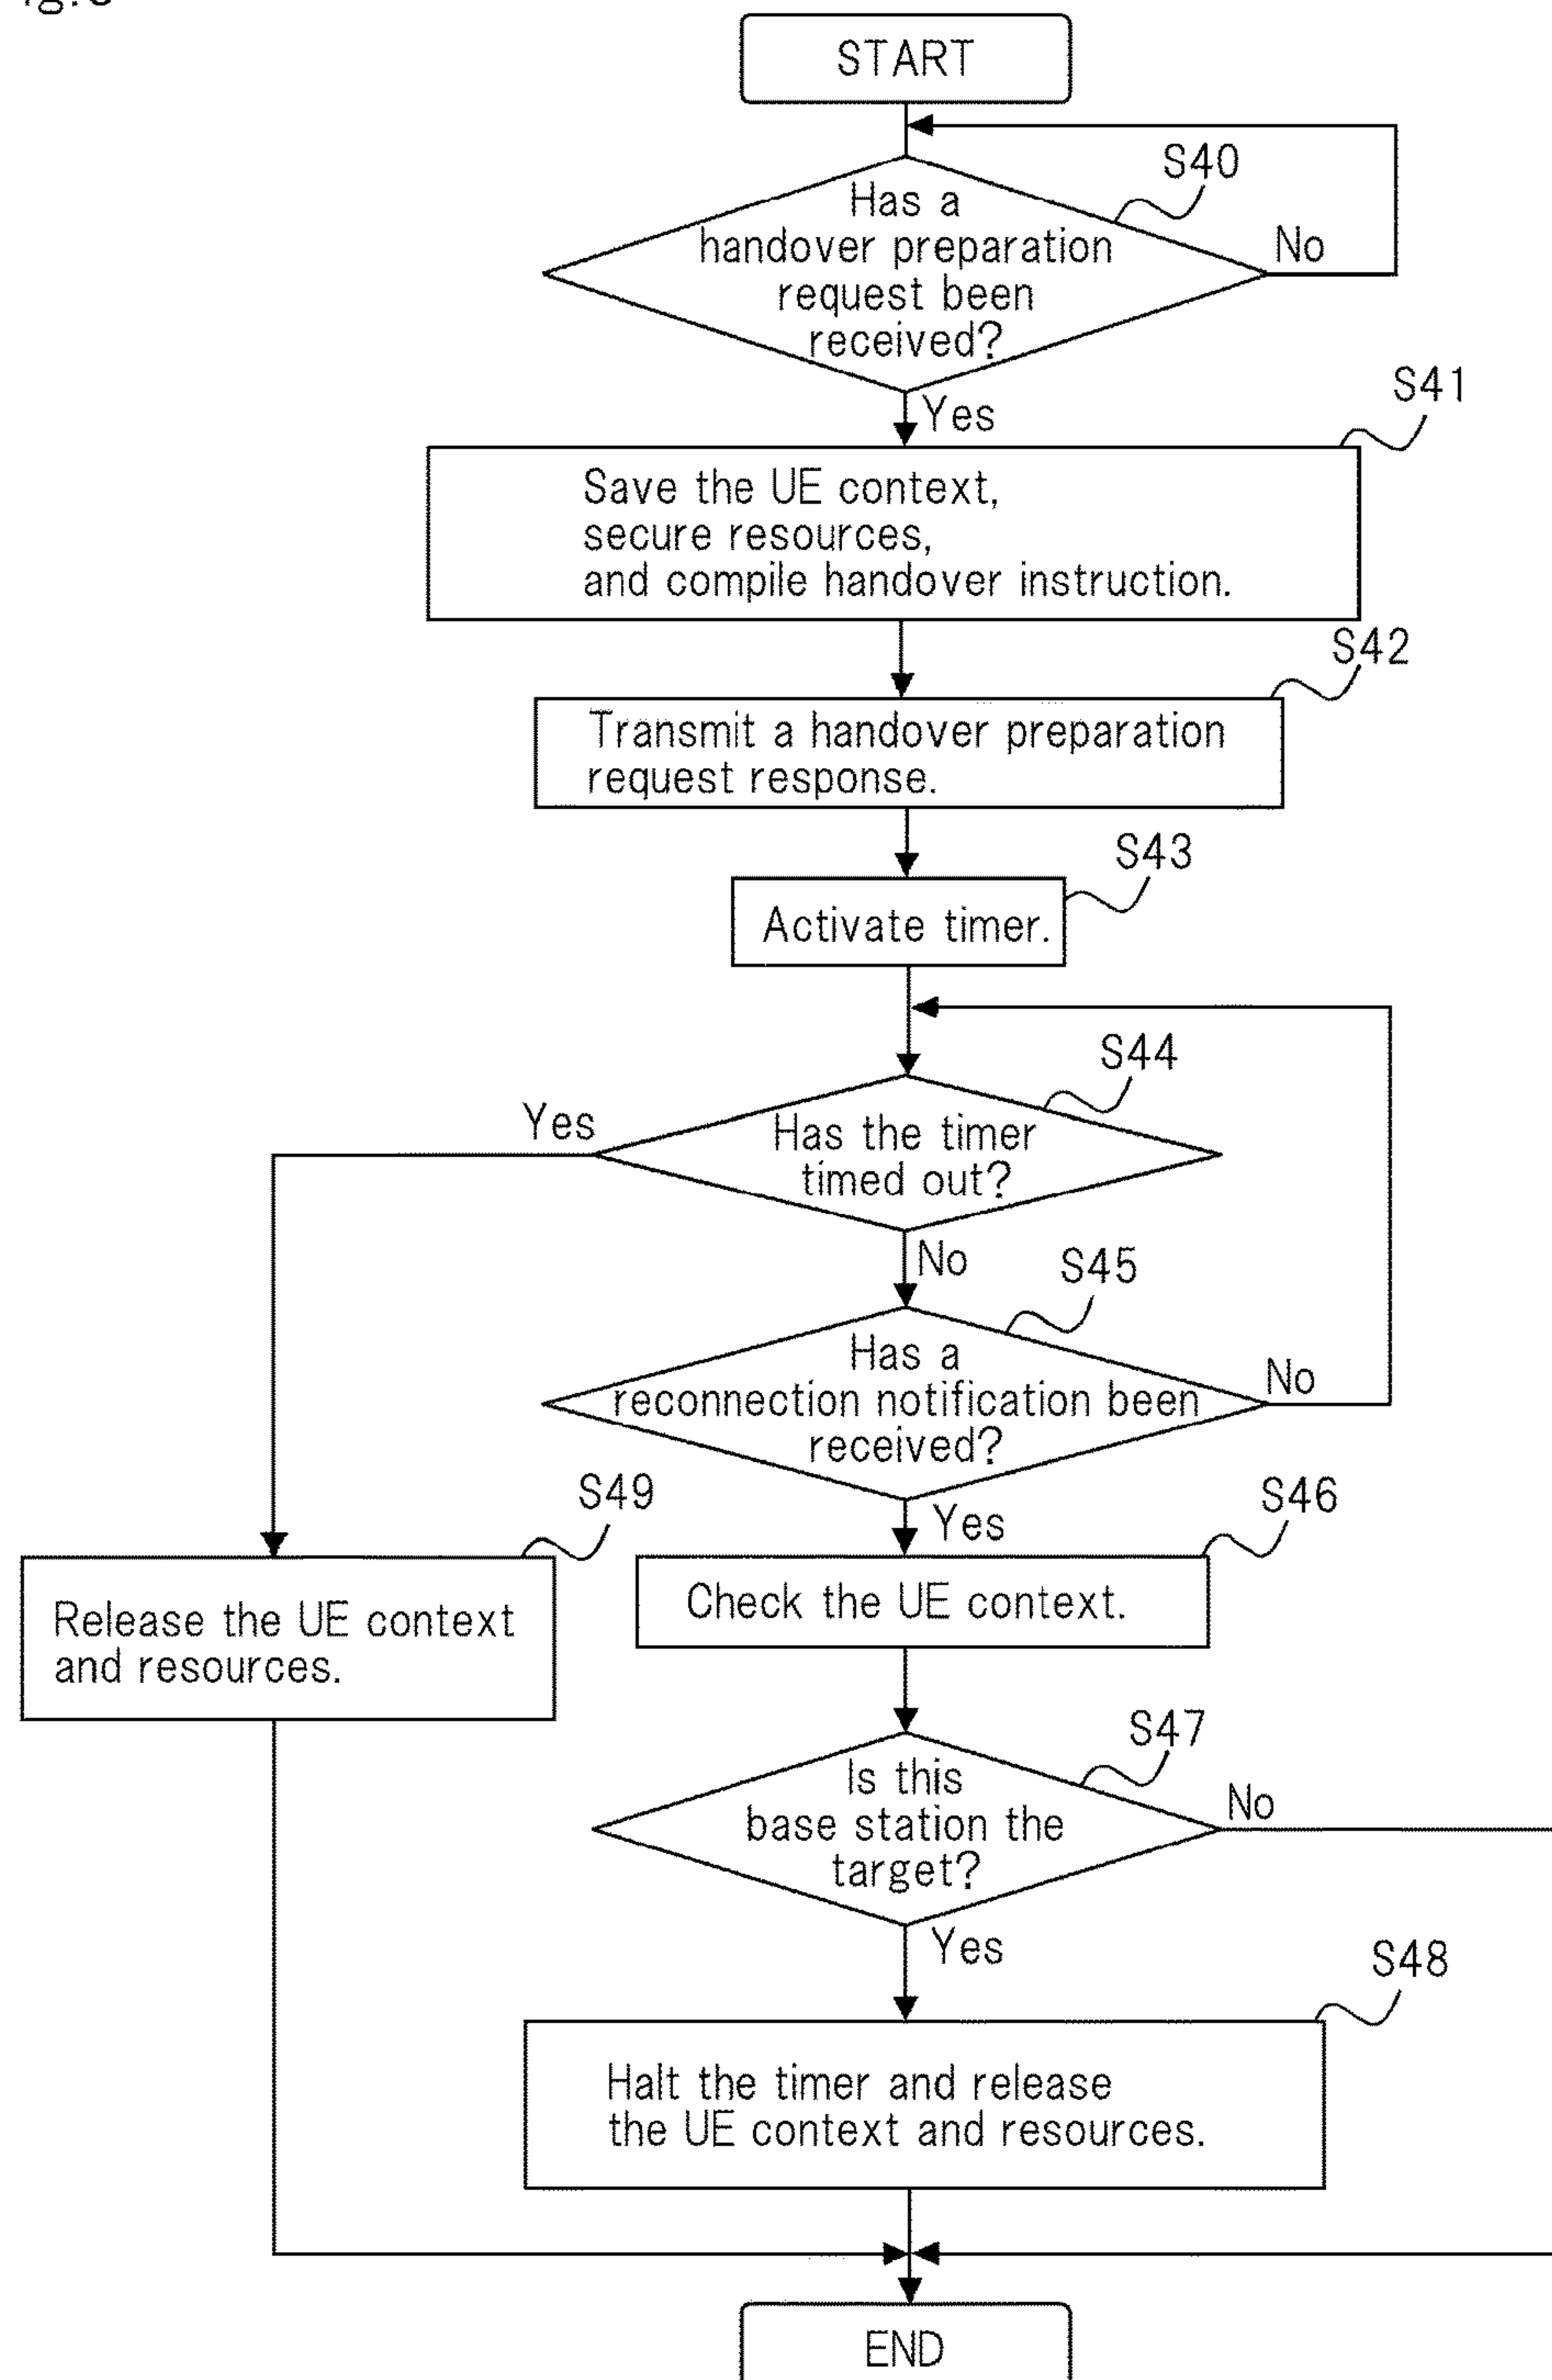 START
S40
Has a
handover preparation
request been
received?
No
Yes
S41
Save the UE context,
secure resources,
and compile handover instruction.
S42
Transmit a handover preparation
request response.
S43
Activate timer.
S44
Yes
Has the timer
timed out?
No
S45
Has a
reconnection notification been
received?
No
S49
Yes
S46
Release the UE context
and resources.
Check the UE context.
S47
Is this
base station the
target?
No
Yes
S48
Halt the timer and release
the UE context and resources.
END